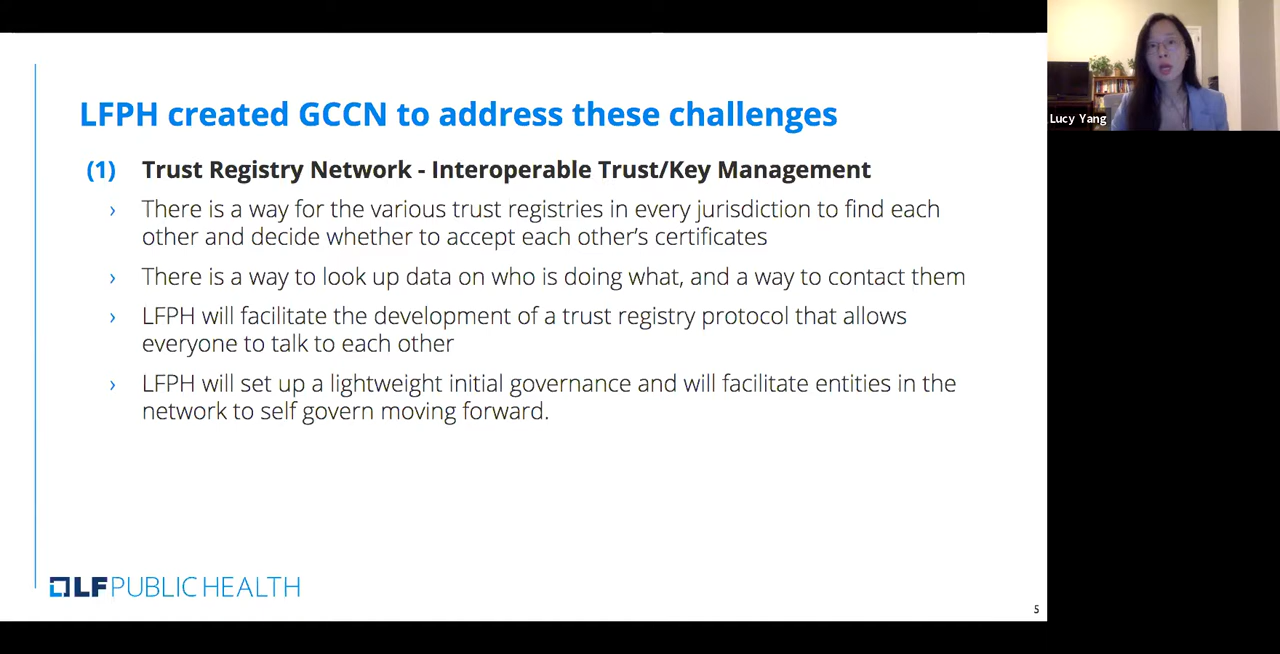 LFPH created GCCN to address these challenges
(1) Trust Registry Network - Interoperable Trust/Key Management
› There is a way for the various trust registries in every jurisdiction to find each
other and decide whether to accept each other’s certificates
› There is a way to look up data on who is doing what, and a way to contact them
› LFPH will facilitate the development of a trust registry protocol that allows
everyone to talk to each other
› LFPH will set up a lightweight initial governance and will facilitate entities in the
network to self govern moving forward.
LF PUBLIC HEALTH
5
Lucy Yang